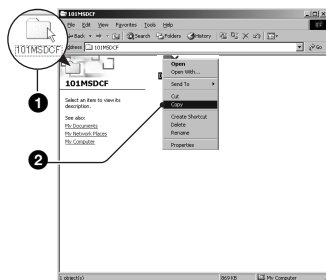 101MSDCF
File Edit View Favorites Tools Help
Back Search Folders History
Address 101MSDCF Go
101MSDCF
101MSDCF
Select an item to view its
description.
See also:
My Documents
My Network Places
My Computer
Open
Open With...
Send To
Cut
Copy
Create Shortcut
Delete
Rename
Properties
1
2
1 object(s) 869 KB My Computer